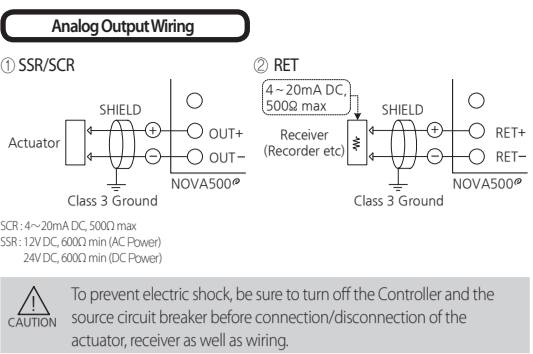 Analog Output Wiring
① SSR/SCR
SHIELD
Actuator
+
−
OUT+
OUT−
NOVA500e
Class 3 Ground
② RET
4~20mA DC,
500Ω max
SHIELD
Receiver
(Recorder etc)
+
−
RET+
RET−
NOVA500e
Class 3 Ground
SCR : 4~20mA DC, 500Ω max
SSR : 12V DC, 600Ω min (AC Power)
24V DC, 600Ω min (DC Power)
CAUTION
To prevent electric shock, be sure to turn off the Controller and the
source circuit breaker before connection/disconnection of the
actuator, receiver as well as wiring.